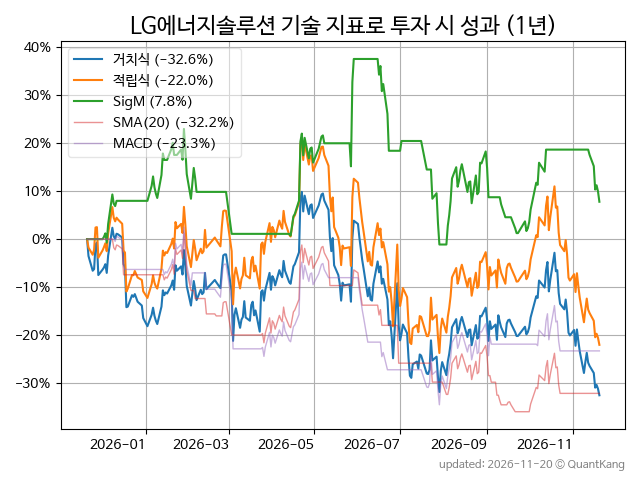 LG에너지솔루션 기술 지표로 투자 시 성과 (1년)
거치식 (-32.6%)
적립식 (-22.0%)
SigM (7.8%)
SMA(20) (-32.2%)
MACD (-23.3%)
40%
30%
20%
10%
0%
-10%
-20%
-30%
2026-01 2026-03 2026-05 2026-07 2026-09 2026-11
updated: 2026-11-20 © QuantKang